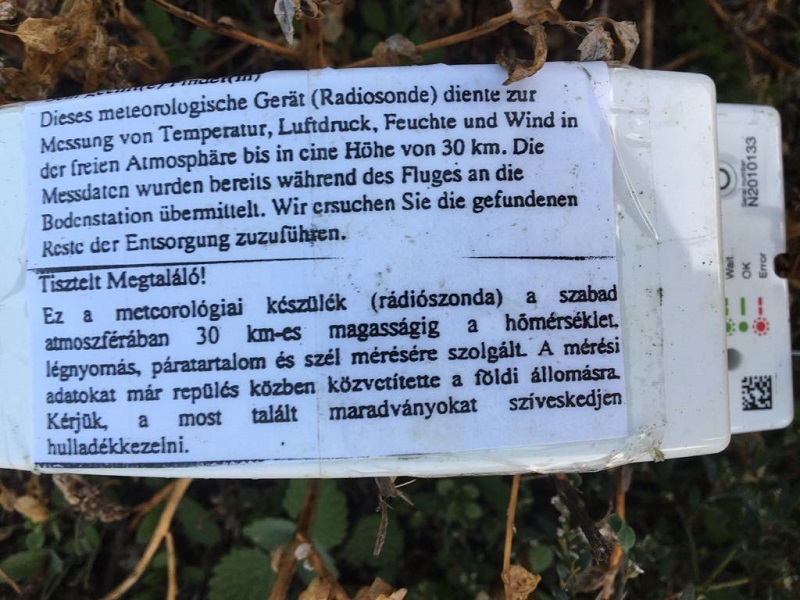 Dieses meteorologische Gerät (Radiosonde) diente zur
Messung von Temperatur, Luftdruck, Feuchte und Wind in
der freien Atmosphäre bis in eine Höhe von 30 km. Die
Messdaten wurden bereits während des Fluges an die
Bodenstation übermittelt. Wir ersuchen Sie die gefundenen
Reste der Entsorgung zuzuführen.
Tisztelt Megtaláló!
Ez a meteorológiai készülék (rádiószonda) a szabad
atmoszférában 30 km-es magasságig a hőmérséklet,
légnyomás, páratartalom és szél mérésére szolgált. A mérési
adatokat már repülés közben közvetítette a földi állomásra.
Kérjük, a most talált maradványokat szíveskedjen
hulladékkezelni.
N2010133
Wait
OK
Error